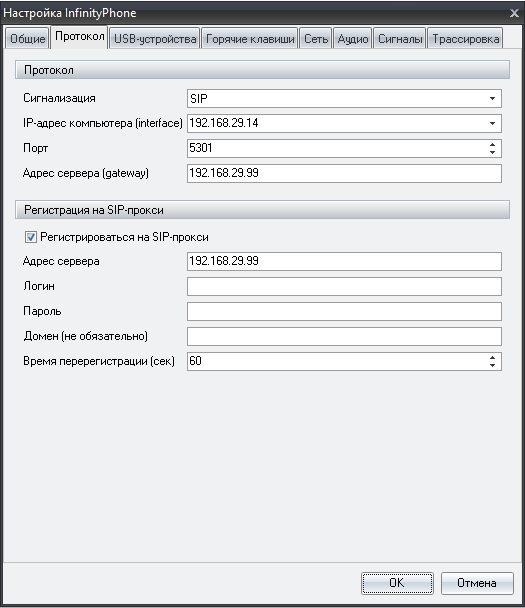 Настройка InfinityPhone
Общие Протокол USB-устройства Горячие клавиши Сеть Аудио Сигналы Трассировка
Протокол
Сигнализация SIP
IP-адрес компьютера (interface) 192.168.29.14
Порт 5301
Адрес сервера (gateway) 192.168.29.99
Регистрация на SIP-прокси
Регистрироваться на SIP-прокси
Адрес сервера 192.168.29.99
Логин
Пароль
Домен (не обязательно)
Время перерегистрации (сек) 60
OK Отмена